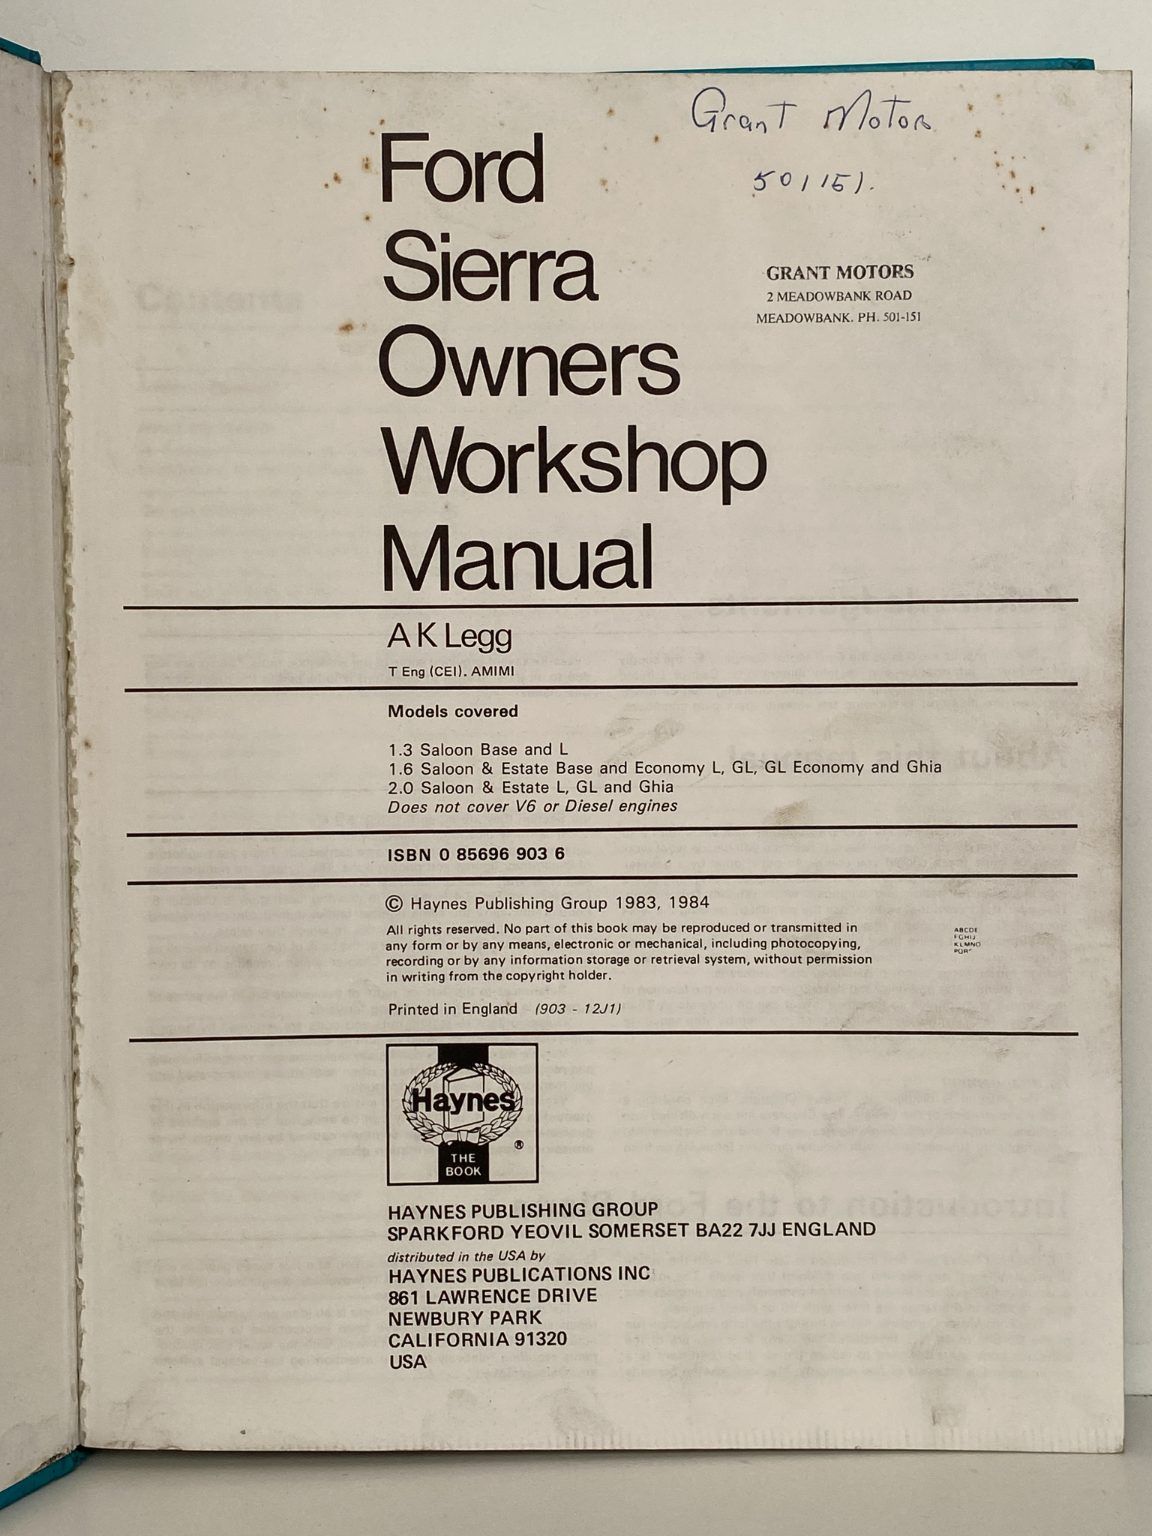 Grant Motors
501151.
GRANT MOTORS
2 MEADOWBANK ROAD
MEADOWBANK. PH. 501-151
Ford
Sierra
Owners
Workshop
Manual
A K Legg
T Eng (CEI), AMIMI
Models covered
1.3 Saloon Base and L
1.6 Saloon & Estate Base and Economy L, GL, GL Economy and Ghia
2.0 Saloon & Estate L, GL and Ghia
Does not cover V6 or Diesel engines
ISBN 0 85696 903 6
© Haynes Publishing Group 1983, 1984
All rights reserved. No part of this book may be reproduced or transmitted in
any form or by any means, electronic or mechanical, including photocopying,
recording or by any information storage or retrieval system, without permission
in writing from the copyright holder.
ABCDE
FGHIJ
KLMNO
Printed in England (903 - 12J1)
Haynes
®
THE
BOOK
HAYNES PUBLISHING GROUP
SPARKFORD YEOVIL SOMERSET BA22 7JJ ENGLAND
distributed in the USA by
HAYNES PUBLICATIONS INC
861 LAWRENCE DRIVE
NEWBURY PARK
CALIFORNIA 91320
USA